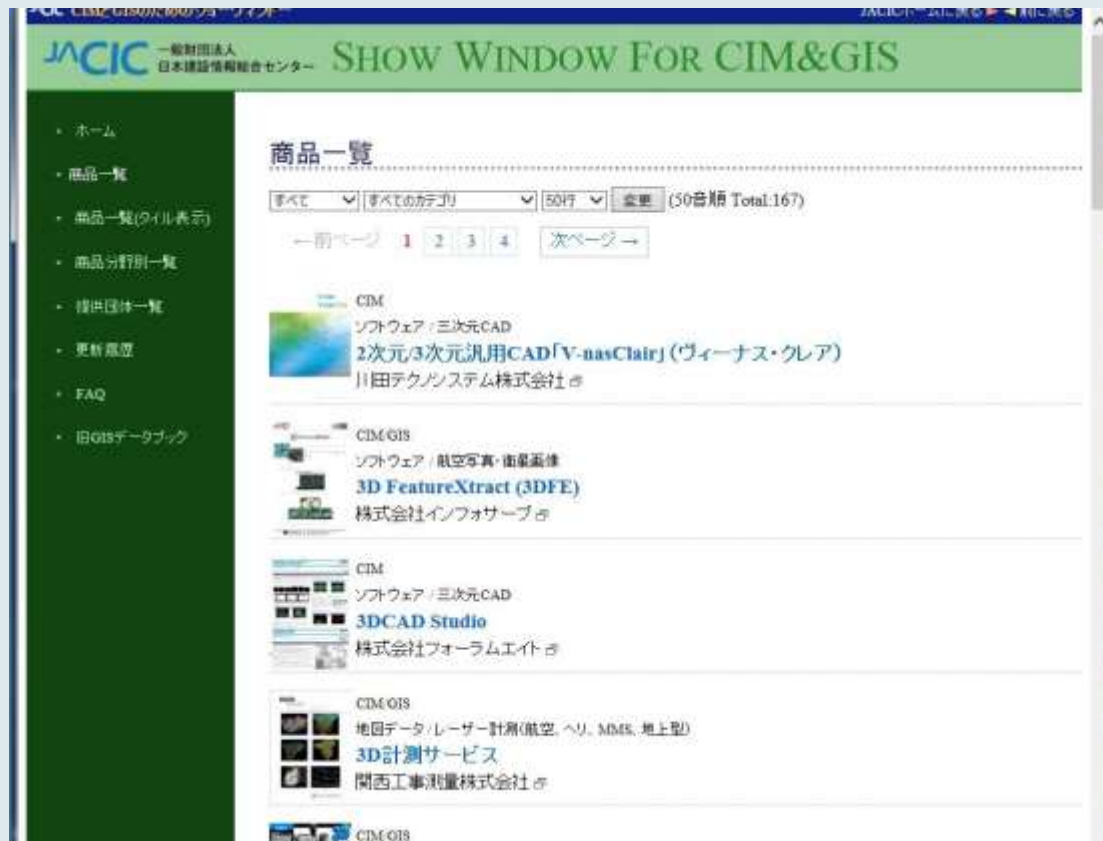 JACICホームに戻る 前に戻る
JACIC 一般財団法人
日本建設情報総合センター SHOW WINDOW FOR CIM&GIS
・ ホーム
・ 商品一覧
・ 商品一覧(タイル表示)
・ 商品分野別一覧
・ 提供団体一覧
・ 更新履歴
・ FAQ
・ 旧GISデータブック
商品一覧
すべて すべてのカテゴリ 50行 変更 (50音順 Total:167)
←前ページ 1 2 3 4 次ページ→
CIM
ソフトウェア / 三次元CAD
2次元/3次元汎用CAD「V-nasClair」(ヴィーナス・クレア)
川田テクノシステム株式会社
CIM/GIS
ソフトウェア / 航空写真・衛星画像
3D FeatureXtract (3DFE)
株式会社インフォサーブ
CIM
ソフトウェア / 三次元CAD
3DCAD Studio
株式会社フォーラムエイト
CIM/GIS
地図データ/レーザー計測(航空、ヘリ、MMS、地上型)
3D計測サービス
関西工事測量株式会社
CIM/GIS